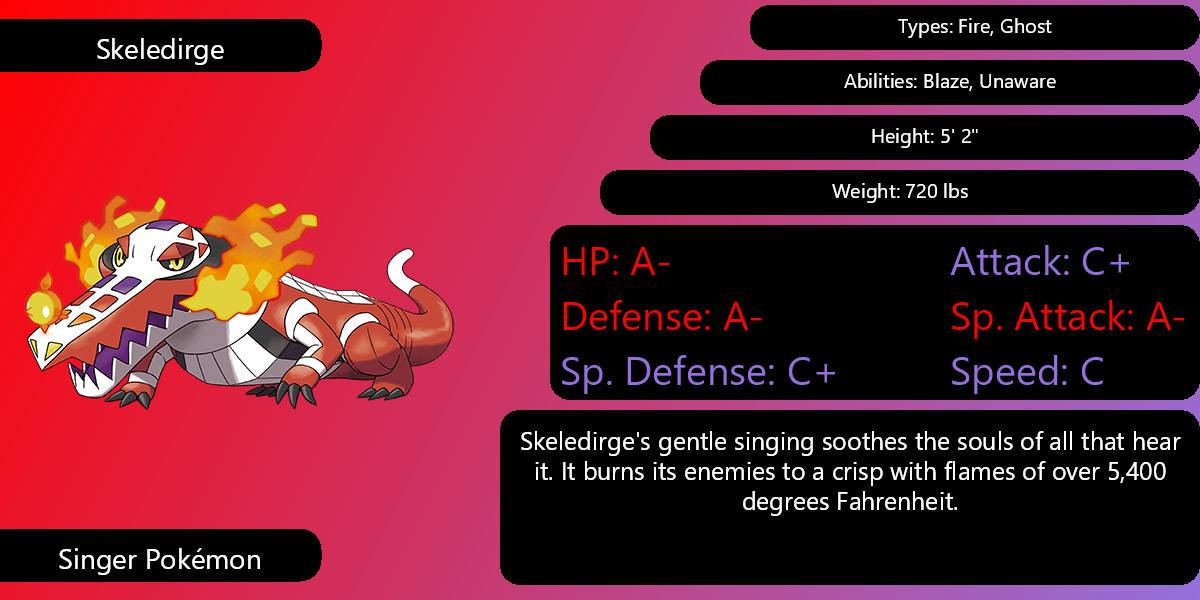 Skeledirge
Types: Fire, Ghost
Abilities: Blaze, Unaware
Height: 5' 2"
Weight: 720 lbs
HP: A-
Attack: C+
Defense: A-
Sp. Attack: A-
Sp. Defense: C+
Speed: C
Skeledirge's gentle singing soothes the souls of all that hear
it. It burns its enemies to a crisp with flames of over 5,400
degrees Fahrenheit.
Singer Pokémon